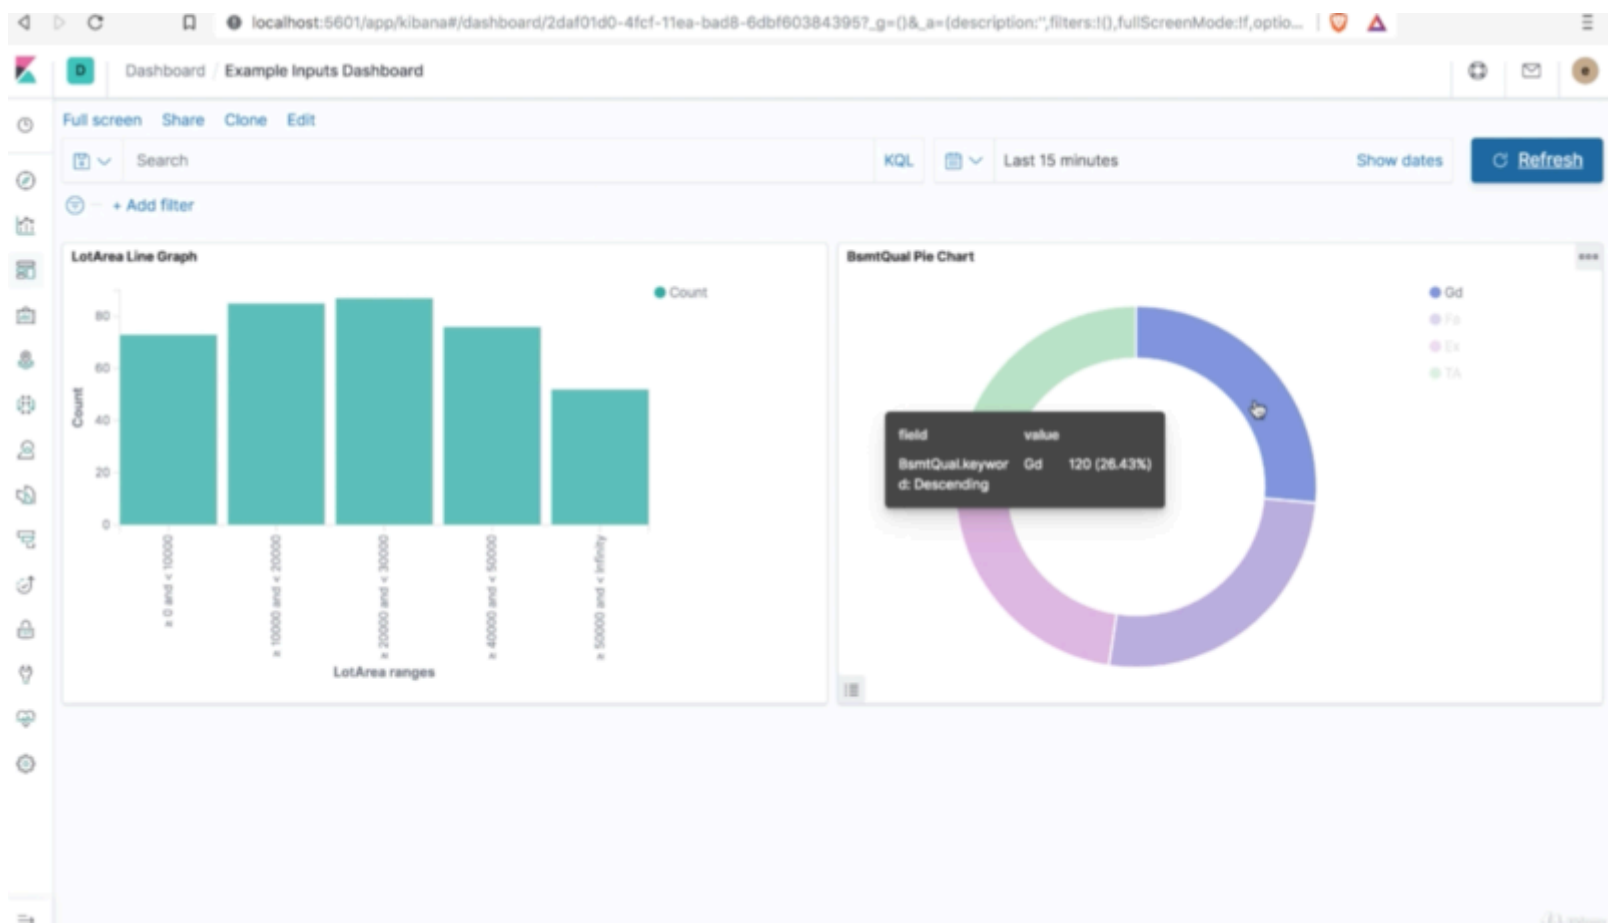 localhost:5601/app/kibana#/dashboard/2daf01d0-4fcf-11ea-bad8-6dbf60384395?_g=()&_a=(description:'',filters:!(),fullScreenMode:!f,optio...
D Dashboard / Example Inputs Dashboard e
Full screen Share Clone Edit
Search KQL Last 15 minutes Show dates Refresh
+ Add filter
LotArea Line Graph
Count
80
60
40
20
0
Count
≥ 0 and < 10000
≥ 10000 and < 20000
≥ 20000 and < 30000
≥ 40000 and < 50000
≥ 50000 and < Infinity
LotArea ranges
BsmtQual Pie Chart
Gd
Fa
Ex
TA
field value
BsmtQual.keywor Gd 120 (26.43%)
d: Descending